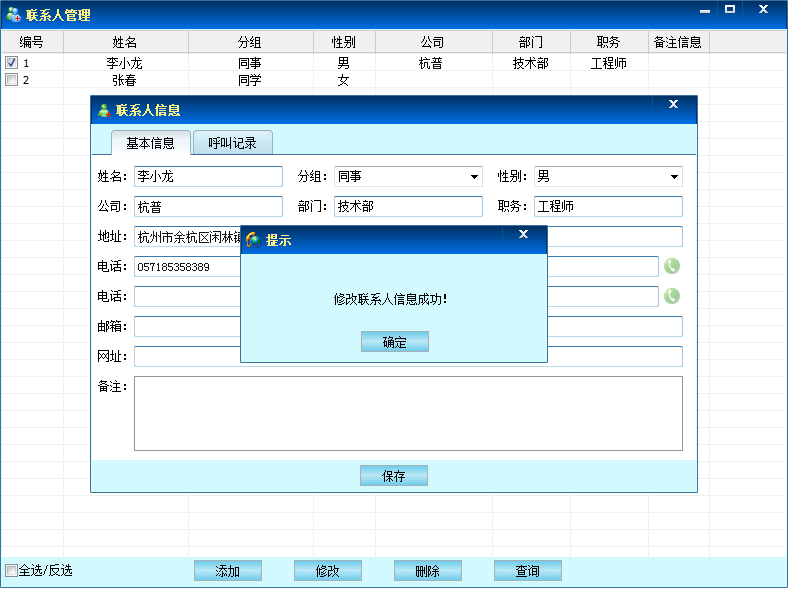 联系人管理
编号 姓名 分组 性别 公司 部门 职务 备注信息
1 李小龙 同事 男 杭普 技术部 工程师
2 张春 同学 女
联系人信息
基本信息 呼叫记录
姓名: 李小龙 分组: 同事 性别: 男
公司: 杭普 部门: 技术部 职务: 工程师
地址: 杭州市余杭区闲林
电话: 057185358389
电话:
邮箱:
网址:
备注:
提示
修改联系人信息成功!
确定
保存
全选/反选 添加 修改 删除 查询